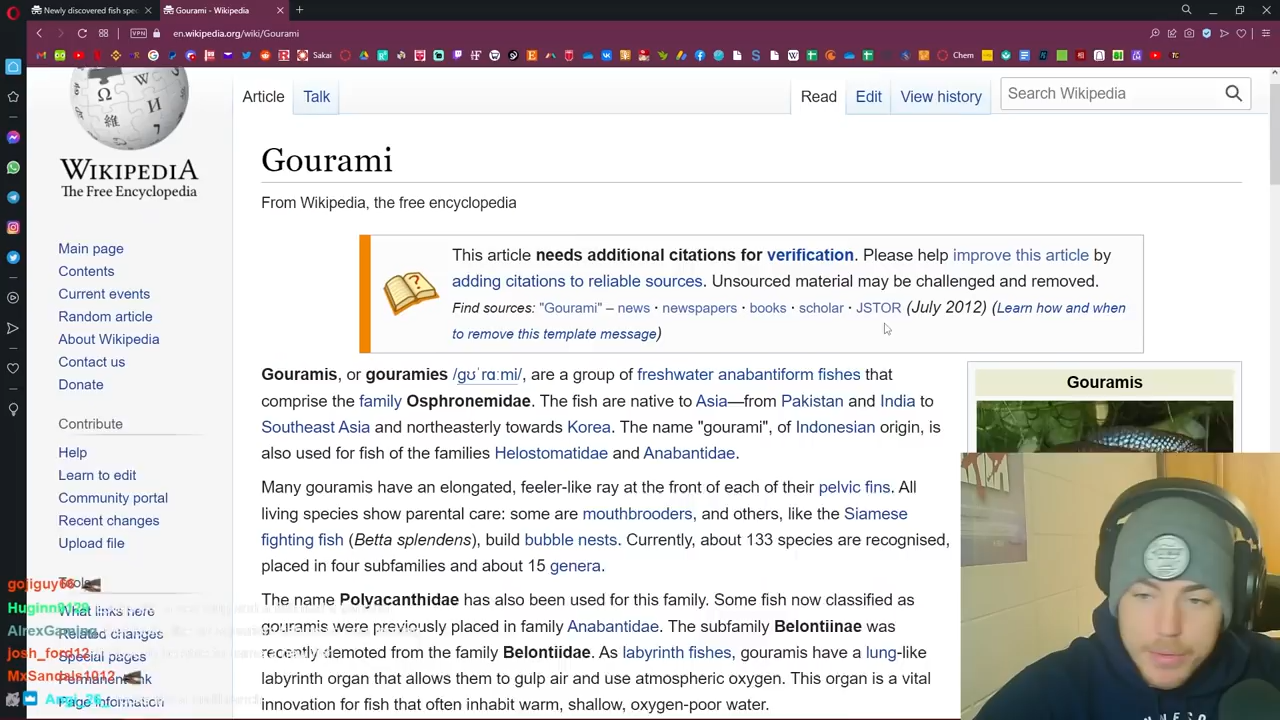 Newly discovered fish spec
Gourami - Wikipedia
88
VPN
en.wikipedia.org/wiki/Gourami
Sakai
Chem
WIKIPEDIA
The Free Encyclopedia
Main page
Contents
Current events
Random article
About Wikipedia
Contact us
Donate
Contribute
Help
Learn to edit
Community portal
Recent changes
Upload file
Tools
What links here
Related changes
Special pages
Page information
Article
Talk
Read
Edit
View history
Search Wikipedia
Gourami
From Wikipedia, the free encyclopedia
This article needs additional citations for verification. Please help improve this article by
adding citations to reliable sources. Unsourced material may be challenged and removed.
Find sources: "Gourami" – news · newspapers · books · scholar · JSTOR (July 2012) (Learn how and when
to remove this template message)
Gouramis, or gouramies /ɡʊˈrɑːmi/, are a group of freshwater anabantiform fishes that
comprise the family Osphronemidae. The fish are native to Asia—from Pakistan and India to
Southeast Asia and northeasterly towards Korea. The name "gourami", of Indonesian origin, is
also used for fish of the families Helostomatidae and Anabantidae.
Many gouramis have an elongated, feeler-like ray at the front of each of their pelvic fins. All
living species show parental care: some are mouthbrooders, and others, like the Siamese
fighting fish (Betta splendens), build bubble nests. Currently, about 133 species are recognised,
placed in four subfamilies and about 15 genera.
The name Polyacanthidae has also been used for this family. Some fish now classified as
gouramis were previously placed in family Anabantidae. The subfamily Belontiinae was
recently demoted from the family Belontiidae. As labyrinth fishes, gouramis have a lung-like
labyrinth organ that allows them to gulp air and use atmospheric oxygen. This organ is a vital
innovation for fish that often inhabit warm, shallow, oxygen-poor water.
Gouramis
gojiguy66
AlrexGaming
josh_ford12
MxSandals1012